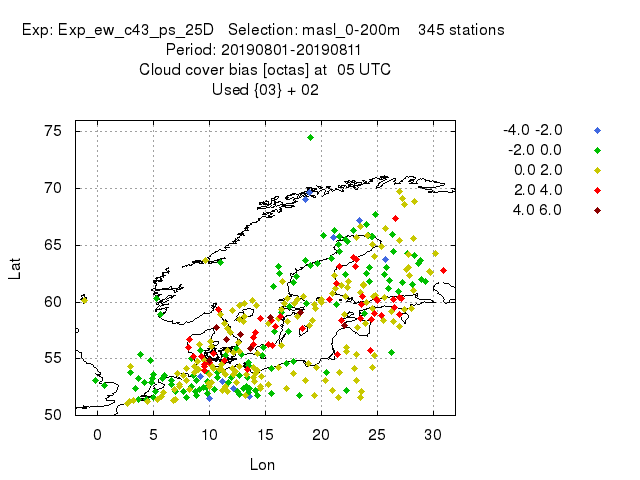 Exp: Exp_ew_c43_ps_25D   Selection: masl_0-200m    345 stations
Period: 20190801-20190811
Cloud cover bias [octas] at  05 UTC
Used {03} + 02
-4.0 -2.0
-2.0 0.0
0.0 2.0
2.0 4.0
4.0 6.0
75
70
65
60
55
50
Lat
0 5 10 15 20 25 30
Lon